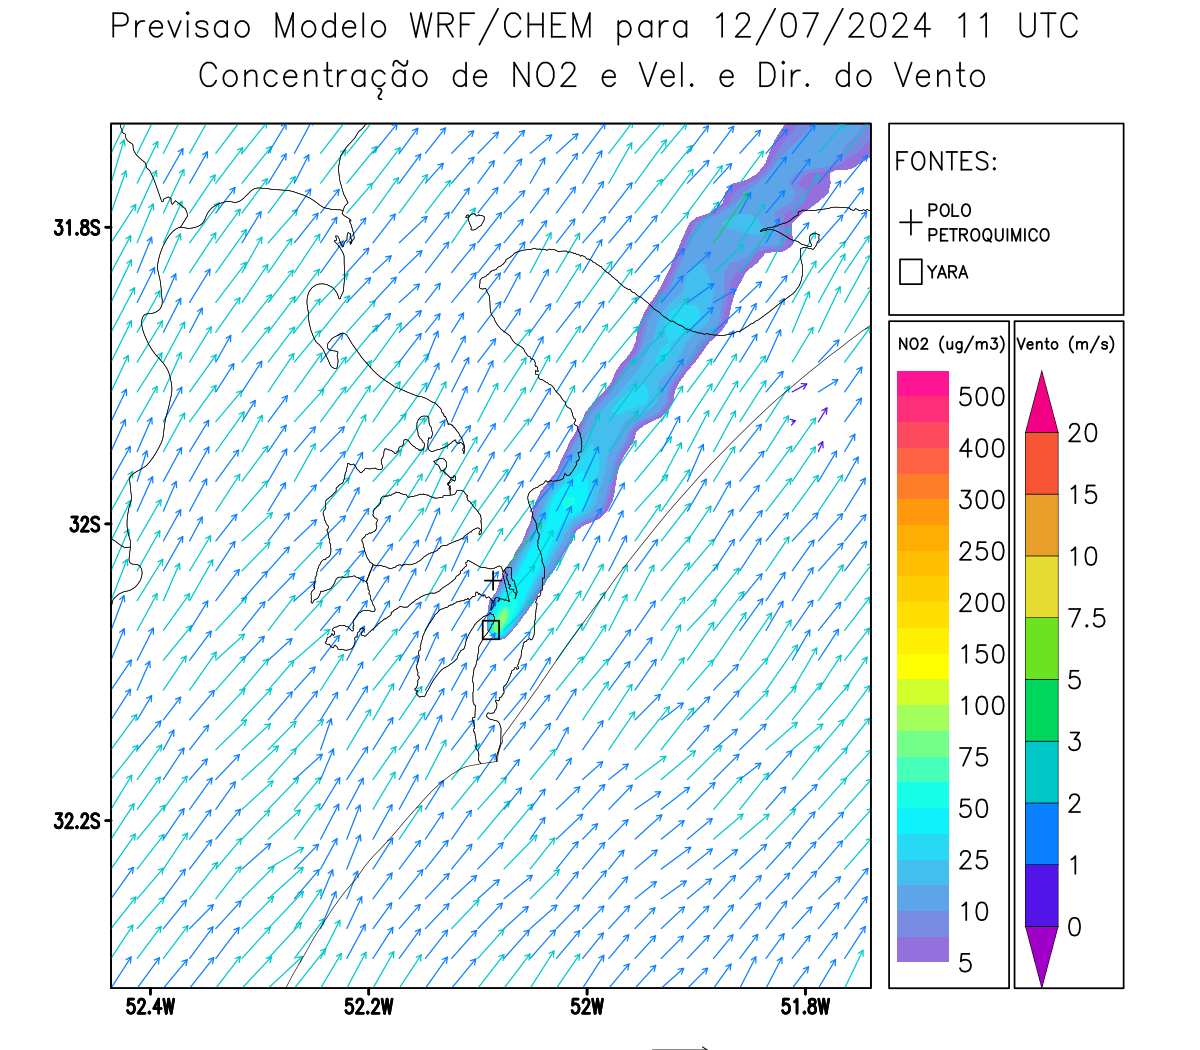 Previsao Modelo WRF/CHEM para 12/07/2024 11 UTC
Concentração de NO2 e Vel. e Dir. do Vento
FONTES:
POLO
PETROQUIMICO
YARA
NO2 (ug/m3)
500
400
300
250
200
150
100
75
50
25
10
5
Vento (m/s)
20
15
10
7.5
5
3
2
1
0
31.8S
32S
32.2S
52.4W
52.2W
52W
51.8W